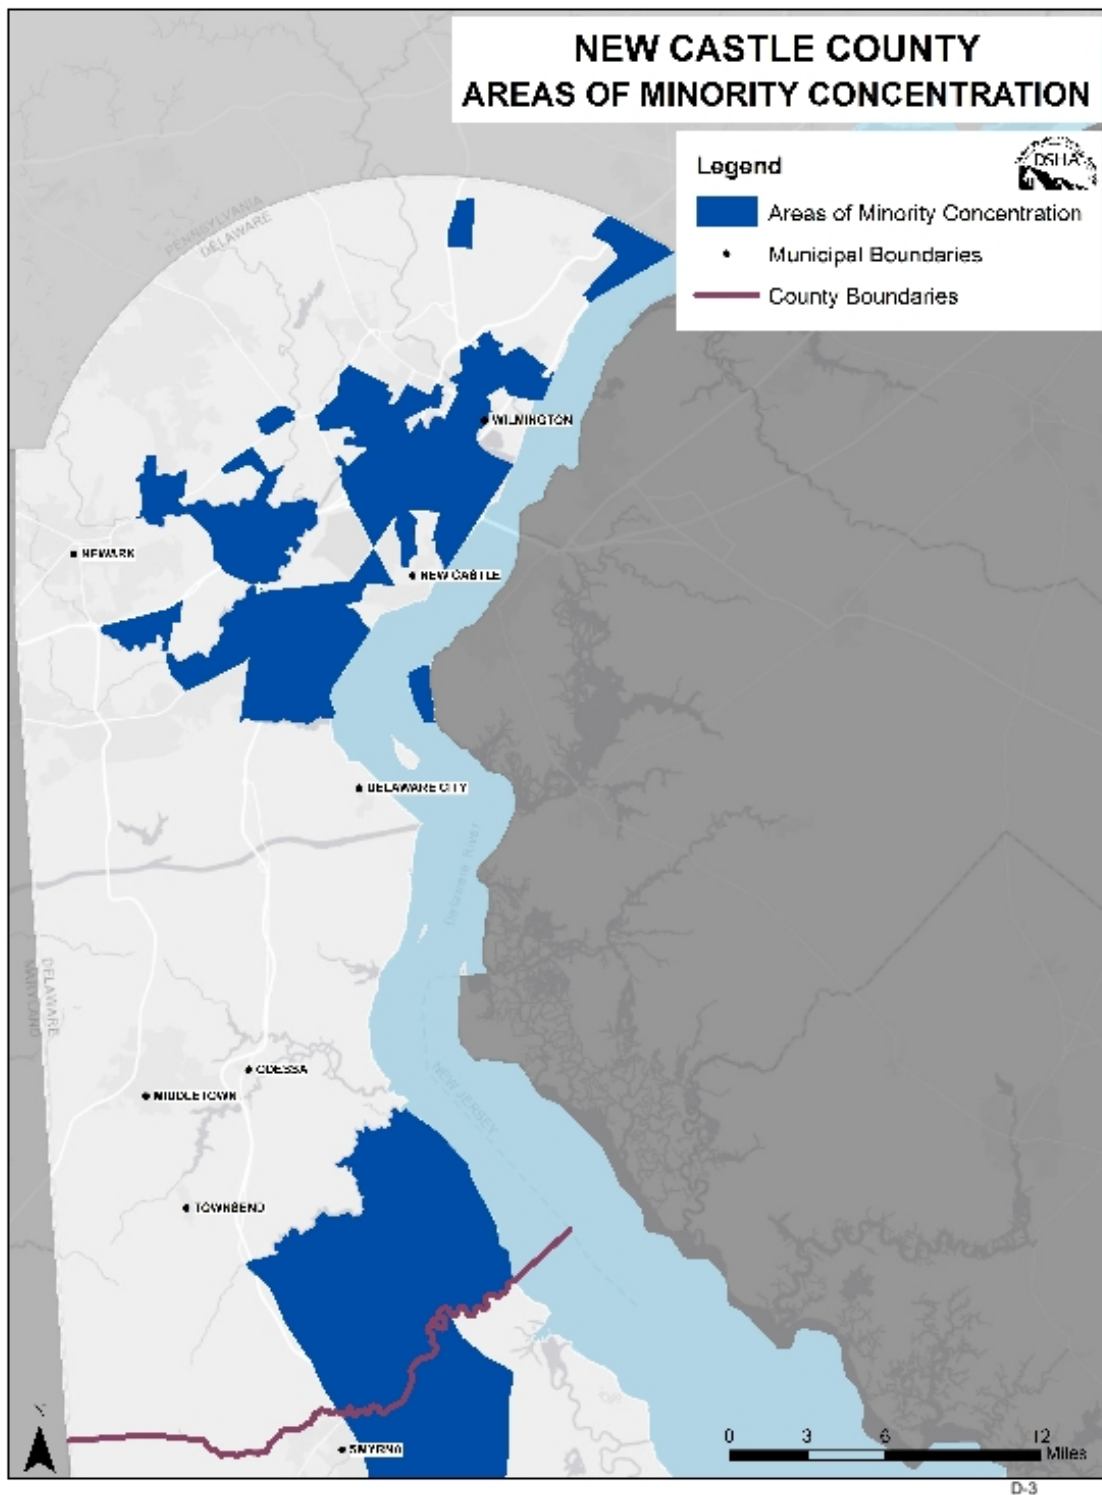 NEW CASTLE COUNTY
AREAS OF MINORITY CONCENTRATION
Legend
DSHA
Areas of Minority Concentration
Municipal Boundaries
County Boundaries
PENNSYLVANIA
DELAWARE
WILMINGTON
NEWARK
NEW CASTLE
DELAWARE CITY
Delaware River
DELAWARE
MARYLAND
ODESSA
MIDDLETOWN
NEW JERSEY
TOWNSEND
SMYRNA
0 3 6 12
Miles
D-3